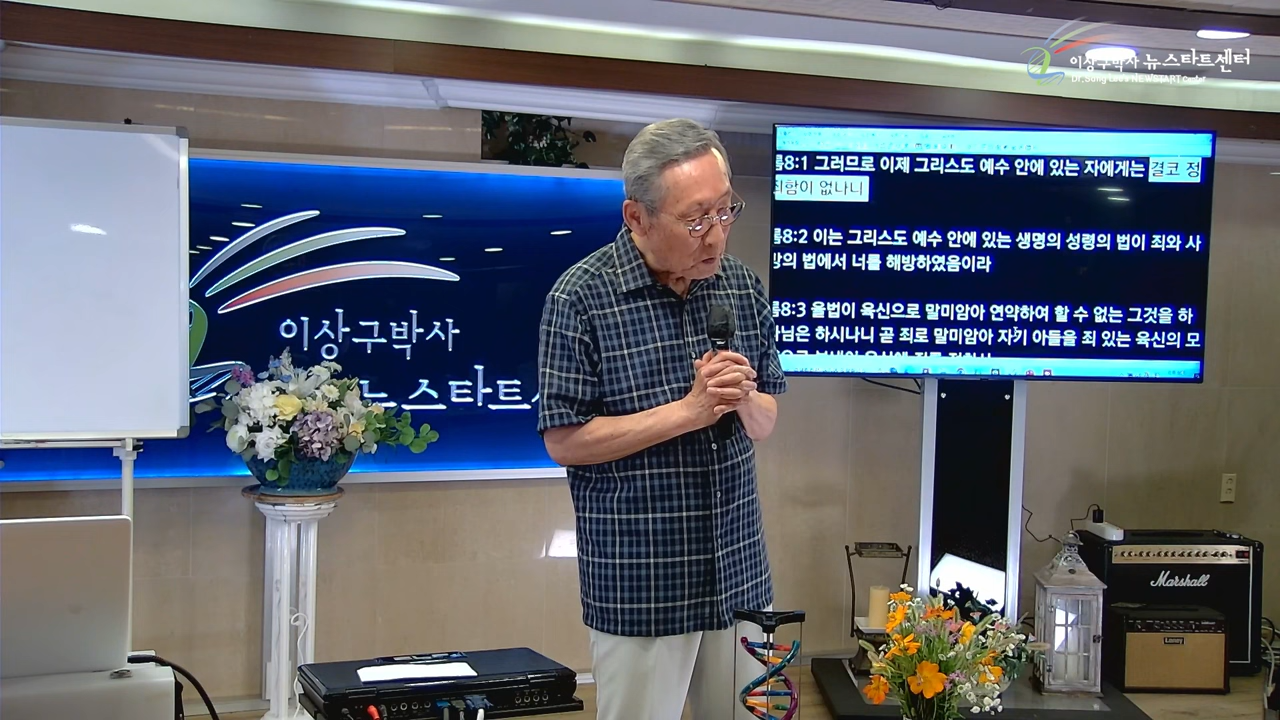 이상구박사 뉴스타트센터
Dr. Sang Lee's NEWSTART Center
롬8:1 그러므로 이제 그리스도 예수 안에 있는 자에게는 결코 정
죄함이 없나니
롬8:2 이는 그리스도 예수 안에 있는 생명의 성령의 법이 죄와 사
망의 법에서 너를 해방하였음이라
롬8:3 율법이 육신으로 말미암아 연약하여 할 수 없는 그것을 하
나님은 하시나니 곧 죄로 말미암아 자기 아들을 죄 있는 육신의 모
이상구박사
뉴스타트
Marshall
Laney